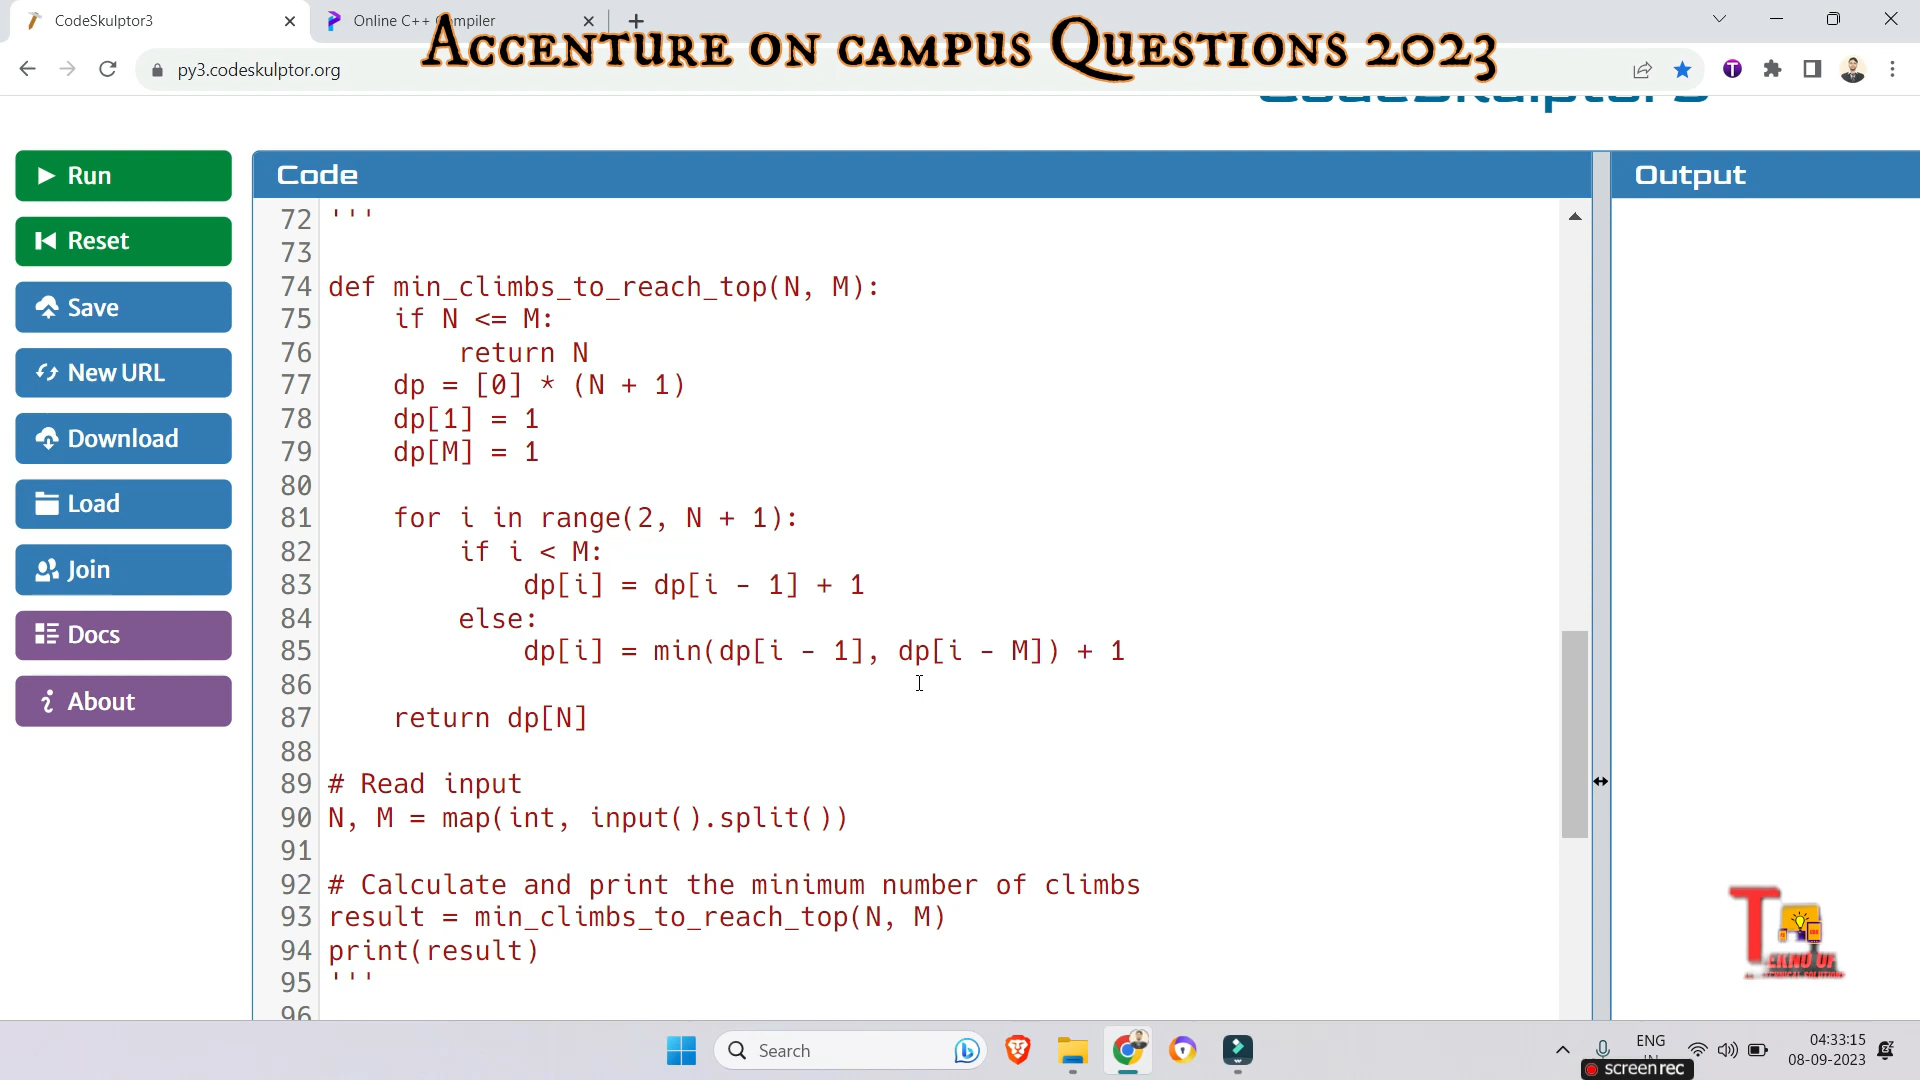 CodeSkulptor3
Online C++ Compiler
ACCENTURE ON CAMPUS QUESTIONS 2023
py3.codeskulptor.org
CodeSkulptor3
Run
Reset
Save
New URL
Download
Load
Join
Docs
About
Code
Output
72 '''
73
74 def min_climbs_to_reach_top(N, M):
75     if N <= M:
76         return N
77     dp = [0] * (N + 1)
78     dp[1] = 1
79     dp[M] = 1
80
81     for i in range(2, N + 1):
82         if i < M:
83             dp[i] = dp[i - 1] + 1
84         else:
85             dp[i] = min(dp[i - 1], dp[i - M]) + 1
86
87     return dp[N]
88
89 # Read input
90 N, M = map(int, input().split())
91
92 # Calculate and print the minimum number of climbs
93 result = min_climbs_to_reach_top(N, M)
94 print(result)
95 '''
96
TEKNO UF
Search
ENG
IN
04:33:15
08-09-2023
screenrec